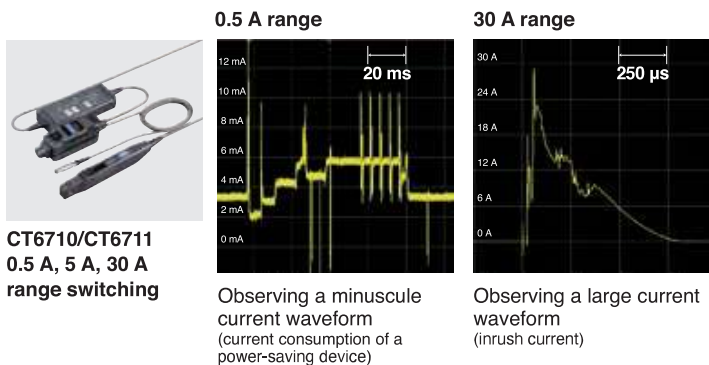 0.5 A range
30 A range
12 mA
10 mA
8 mA
6 mA
4 mA
2 mA
0 mA
20 ms
30 A
24 A
18 A
12 A
6 A
0 A
250 µs
CT6710/CT6711
0.5 A, 5 A, 30 A
range switching
Observing a minuscule
current waveform
(current consumption of a
power-saving device)
Observing a large current
waveform
(inrush current)